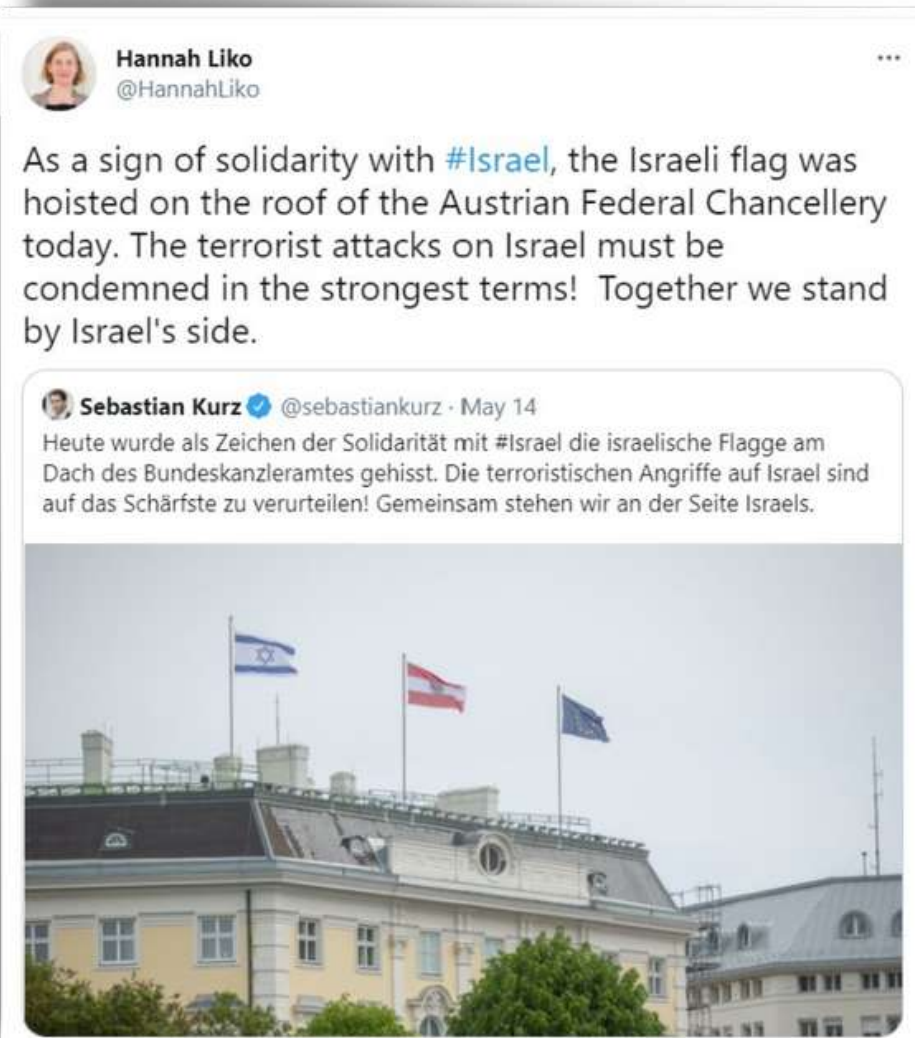 Hannah Liko
@HannahLiko
As a sign of solidarity with #Israel, the Israeli flag was
hoisted on the roof of the Austrian Federal Chancellery
today. The terrorist attacks on Israel must be
condemned in the strongest terms!  Together we stand
by Israel's side.
Sebastian Kurz @sebastiankurz · May 14
Heute wurde als Zeichen der Solidarität mit #Israel die israelische Flagge am
Dach des Bundeskanzleramtes gehisst. Die terroristischen Angriffe auf Israel sind
auf das Schärfste zu verurteilen! Gemeinsam stehen wir an der Seite Israels.